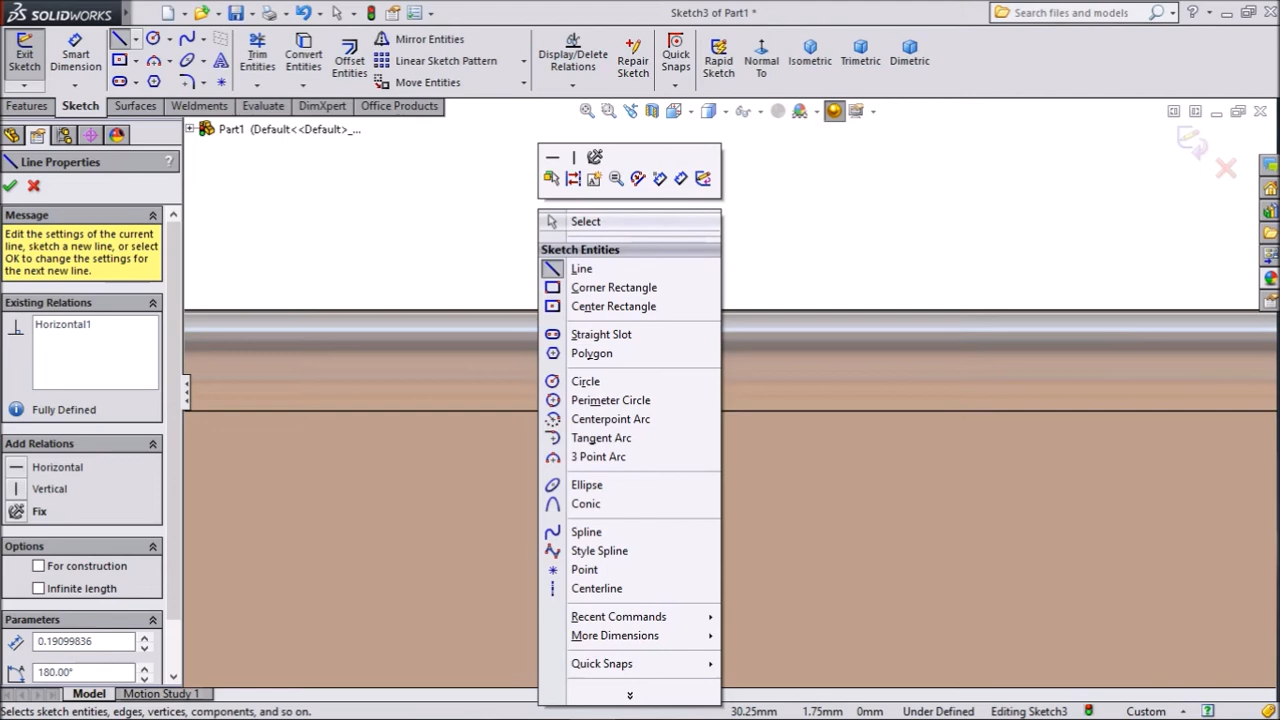 SOLIDWORKS
Sketch3 of Part1 *
Search files and models
Exit Sketch
Smart Dimension
Trim Entities
Convert Entities
Offset Entities
Mirror Entities
Linear Sketch Pattern
Move Entities
Display/Delete Relations
Repair Sketch
Quick Snaps
Rapid Sketch
Normal To
Isometric
Trimetric
Dimetric
Features
Sketch
Surfaces
Weldments
Evaluate
DimXpert
Office Products
Part1 (Default<<Default>_...
Line Properties
?
Message
Edit the settings of the current
line, sketch a new line, or select
OK to change the settings for
the next new line.
Existing Relations
Horizontal1
Fully Defined
Add Relations
Horizontal
Vertical
Fix
Options
For construction
Infinite length
Parameters
0.19099836
180.00°
Select
Sketch Entities
Line
Corner Rectangle
Center Rectangle
Straight Slot
Polygon
Circle
Perimeter Circle
Centerpoint Arc
Tangent Arc
3 Point Arc
Ellipse
Conic
Spline
Style Spline
Point
Centerline
Recent Commands
More Dimensions
Quick Snaps
Model
Motion Study 1
Selects sketch entities, edges, vertices, components, and so on.
30.25mm
1.75mm
0mm
Under Defined
Editing Sketch3
Custom
?